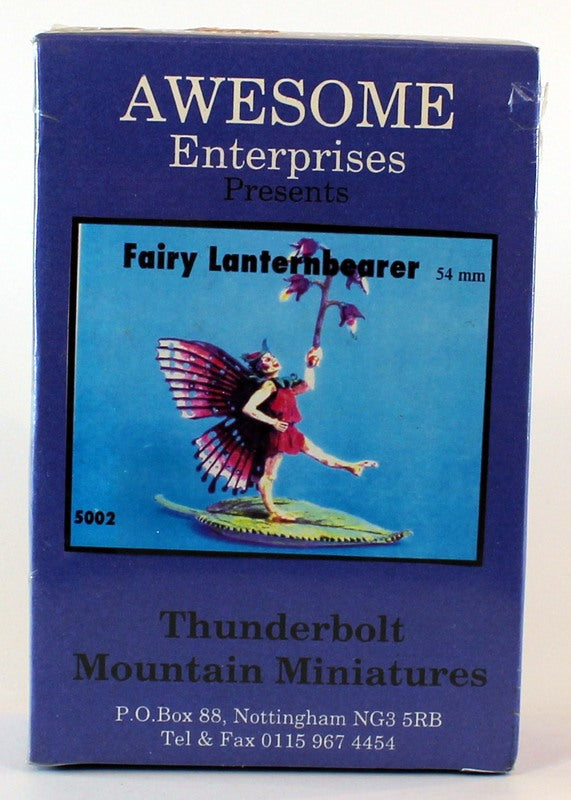 AWESOME
Enterprises
Presents
Fairy Lanternbearer 54 mm
5002
Thunderbolt
Mountain Miniatures
P.O.Box 88, Nottingham NG3 5RB
Tel & Fax 0115 967 4454